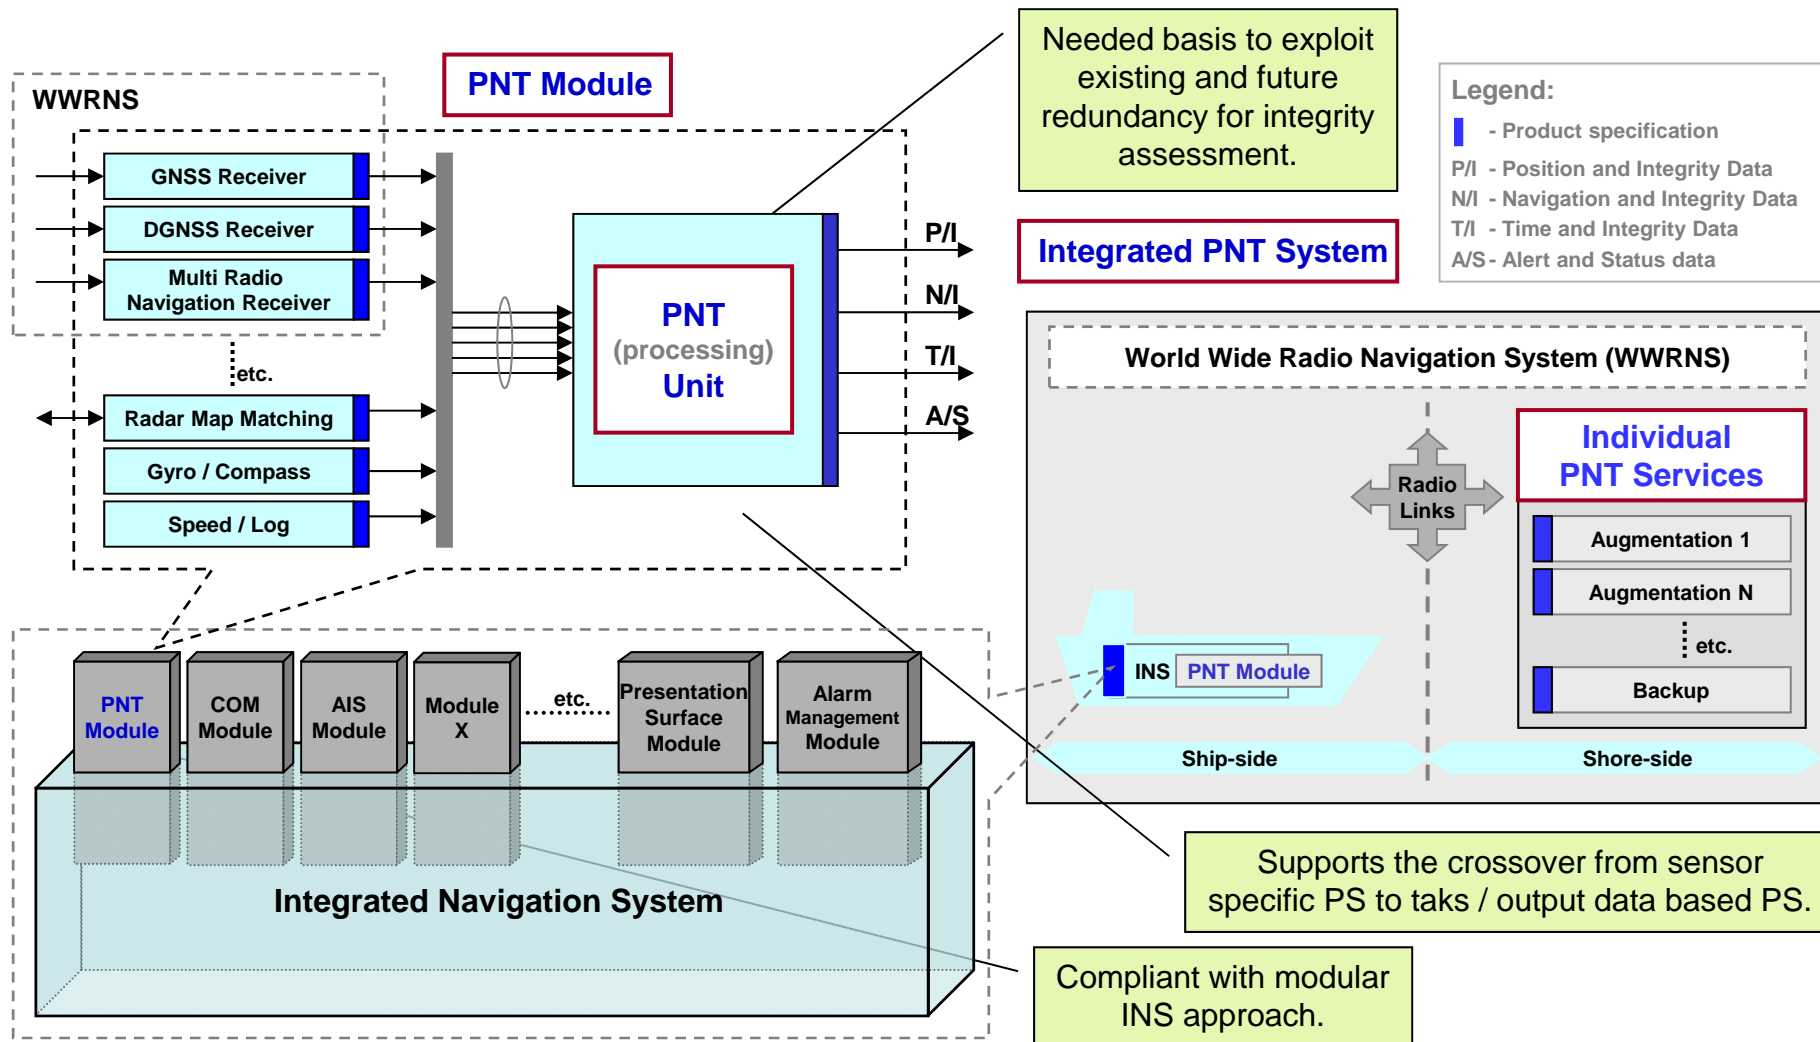 PNT Module
WWRNS
GNSS Receiver
DGNSS Receiver
Multi Radio
Navigation Receiver
etc.
Radar Map Matching
Gyro / Compass
Speed / Log
PNT
(processing)
Unit
P/I
N/I
T/I
A/S
Needed basis to exploit
existing and future
redundancy for integrity
assessment.
Legend:
- Product specification
P/I - Position and Integrity Data
N/I - Navigation and Integrity Data
T/I - Time and Integrity Data
A/S - Alert and Status data
Integrated PNT System
World Wide Radio Navigation System (WWRNS)
Radio
Links
Individual
PNT Services
Augmentation 1
Augmentation N
etc.
Backup
INS
PNT Module
Ship-side
Shore-side
PNT
Module
COM
Module
AIS
Module
Module
X
etc.
Presentation
Surface
Module
Alarm
Management
Module
Integrated Navigation System
Supports the crossover from sensor
specific PS to taks / output data based PS.
Compliant with modular
INS approach.